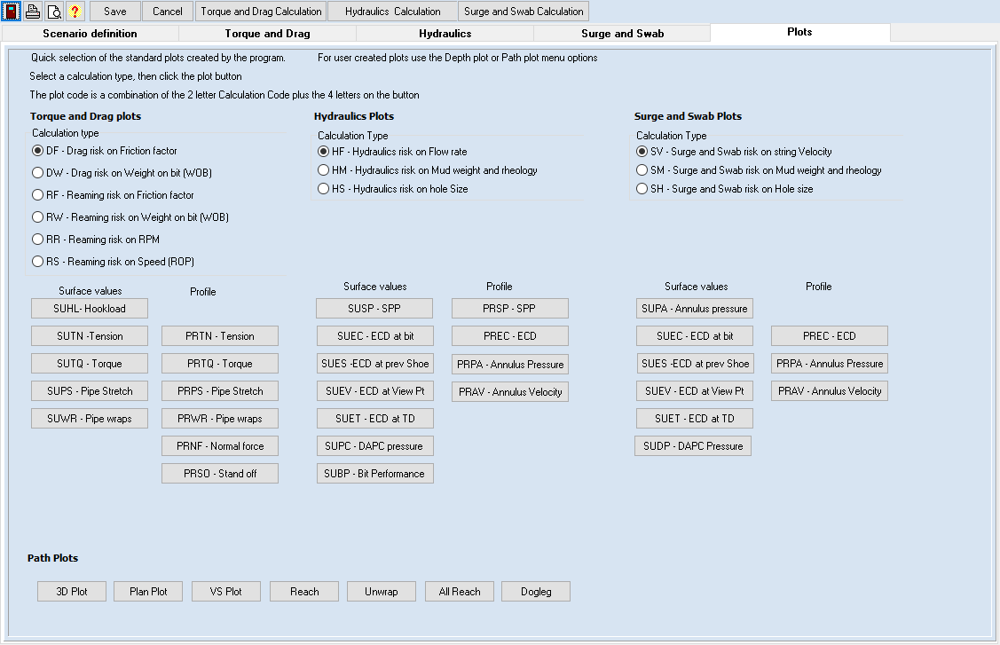 ? Save Cancel Torque and Drag Calculation Hydraulics Calculation Surge and Swab Calculation
Scenario definition Torque and Drag Hydraulics Surge and Swab Plots
Quick selection of the standard plots created by the program. For user created plots use the Depth plot or Path plot menu options
Select a calculation type, then click the plot button
The plot code is a combination of the 2 letter Calculation Code plus the 4 letters on the button
Torque and Drag plots
Calculation type
DF - Drag risk on Friction factor
DW - Drag risk on Weight on bit (WOB)
RF - Reaming risk on Friction factor
RW - Reaming risk on Weight on bit (WOB)
RR - Reaming risk on RPM
RS - Reaming risk on Speed (ROP)
Surface values Profile
SUHL- Hookload
SUTN -Tension PRTN - Tension
SUTQ - Torque PRTQ - Torque
SUPS - Pipe Stretch PRPS - Pipe Stretch
SUWR - Pipe wraps PRWR - Pipe wraps
PRNF - Normal force
PRSO - Stand off
Hydraulics Plots
Calculation Type
HF - Hydraulics risk on Flow rate
HM - Hydraulics risk on Mud weight and rheology
HS - Hydraulics risk on hole Size
Surface values Profile
SUSP - SPP PRSP - SPP
SUEC - ECD at bit PREC - ECD
SUES -ECD at prev Shoe PRPA - Annulus Pressure
SUEV - ECD at View Pt PRAV - Annulus Velocity
SUET - ECD at TD
SUPC - DAPC pressure
SUBP - Bit Performance
Surge and Swab Plots
Calculation Type
SV - Surge and Swab risk on string Velocity
SM - Surge and Swab risk on Mud weight and rheology
SH - Surge and Swab risk on Hole size
Surface values Profile
SUPA - Annulus pressure
SUEC - ECD at bit PREC - ECD
SUES -ECD at prev Shoe PRPA - Annulus Pressure
SUEV - ECD at View Pt PRAV - Annulus Velocity
SUET - ECD at TD
SUDP - DAPC Pressure
Path Plots
3D Plot Plan Plot VS Plot Reach Unwrap All Reach Dogleg